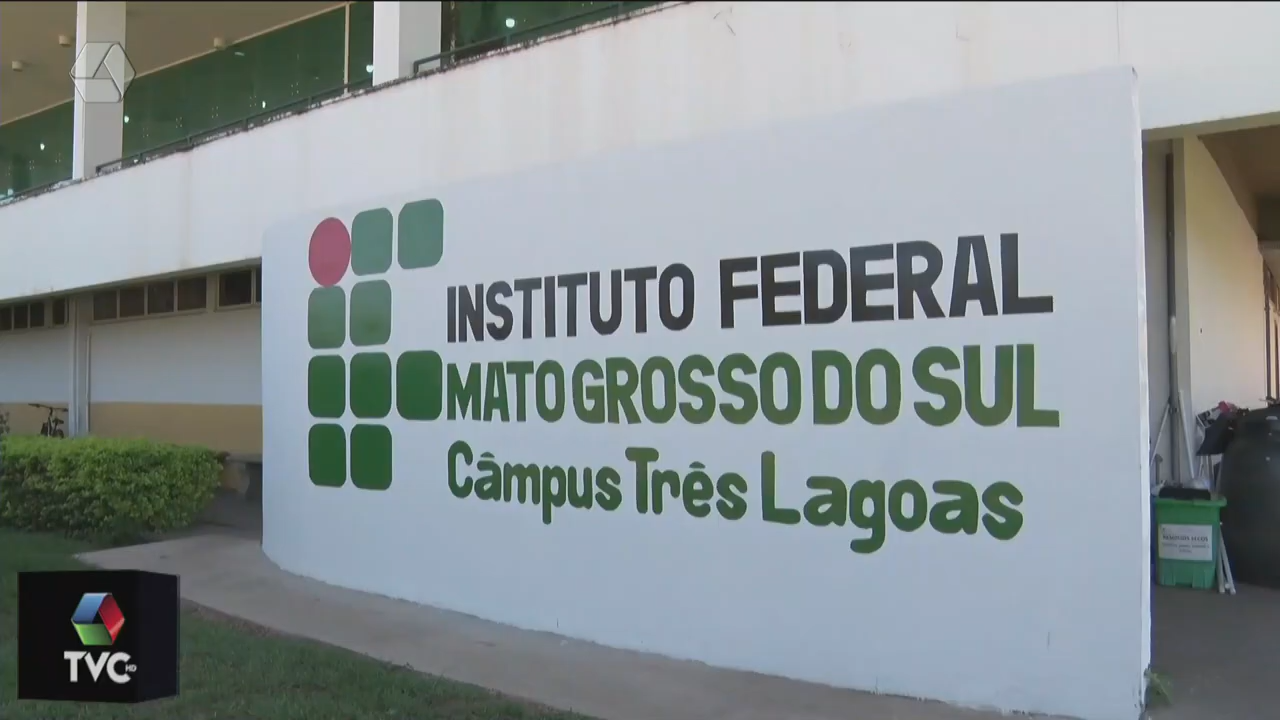 INSTITUTO FEDERAL
MATO GROSSO DO SUL
Câmpus Três Lagoas
TVC HD